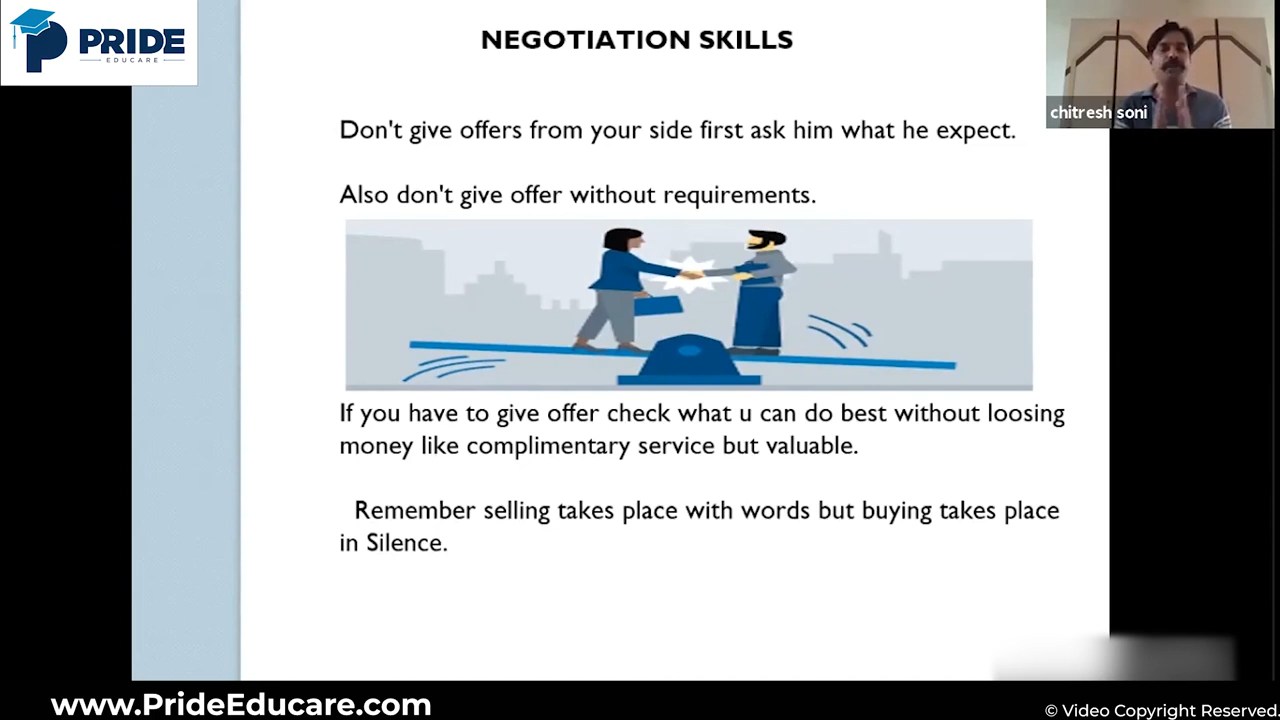 PRIDE
EDUCARE
NEGOTIATION SKILLS
chitresh soni
Don't give offers from your side first ask him what he expect.
Also don't give offer without requirements.
If you have to give offer check what u can do best without loosing
money like complimentary service but valuable.
Remember selling takes place with words but buying takes place
in Silence.
www.PrideEducare.com
© Video Copyright Reserved.